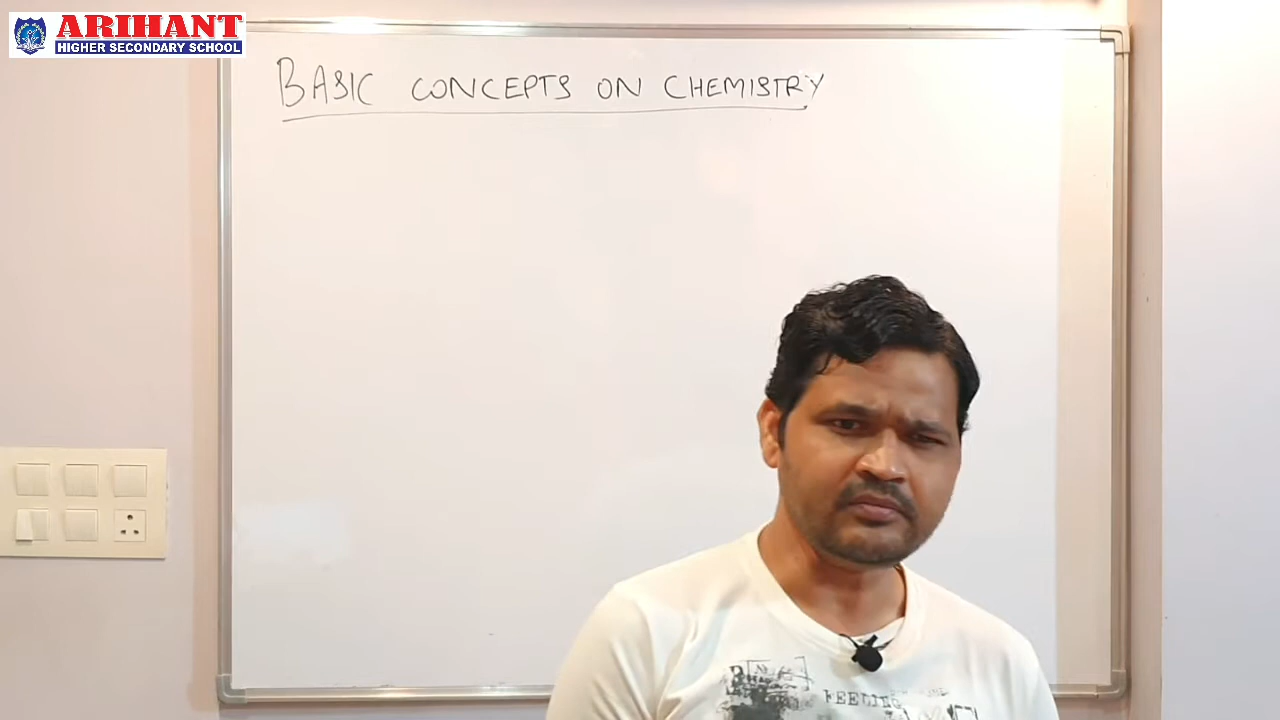 ARIHANT
HIGHER SECONDARY SCHOOL
BASIC CONCEPTS ON CHEMISTRY